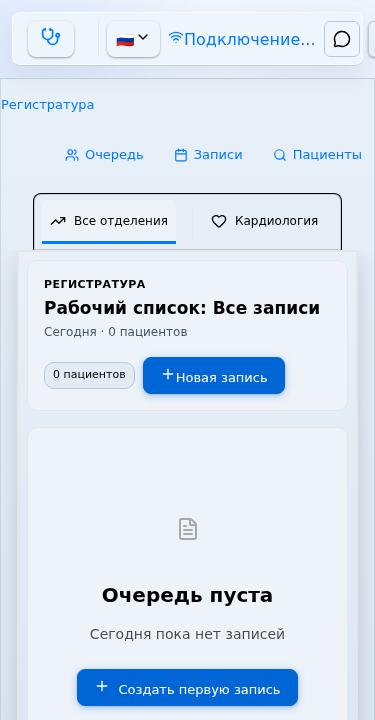 Подключение...
Регистратура
Очередь Записи Пациенты
Все отделения Кардиология
РЕГИСТРАТУРА
Рабочий список: Все записи
Сегодня · 0 пациентов
0 пациентов Новая запись
Очередь пуста
Сегодня пока нет записей
Создать первую запись